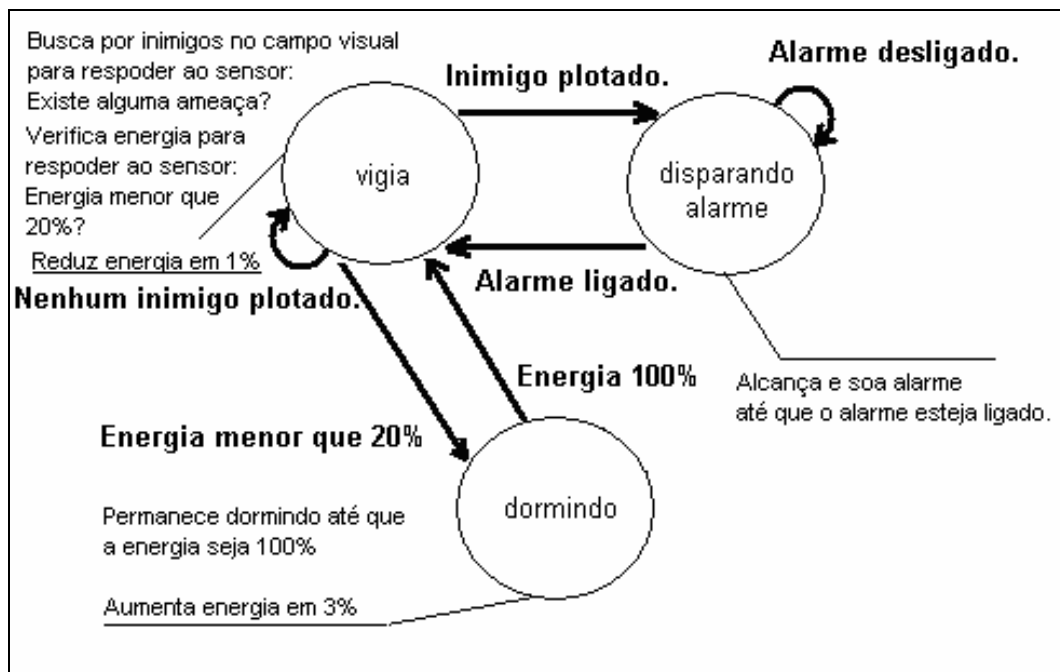 Busca por inimigos no campo visual
para respoder ao sensor:
Existe alguma ameaça?
Verifica energia para
respoder ao sensor:
Energia menor que
20%?
Reduz energia em 1%
Nenhum inimigo plotado.
vigia
Inimigo plotado.
Alarme desligado.
disparando
alarme
Alarme ligado.
Energia 100%
Alcança e soa alarme
até que o alarme esteja ligado.
Energia menor que 20%
dormindo
Permanece dormindo até que
a energia seja 100%
Aumenta energia em 3%